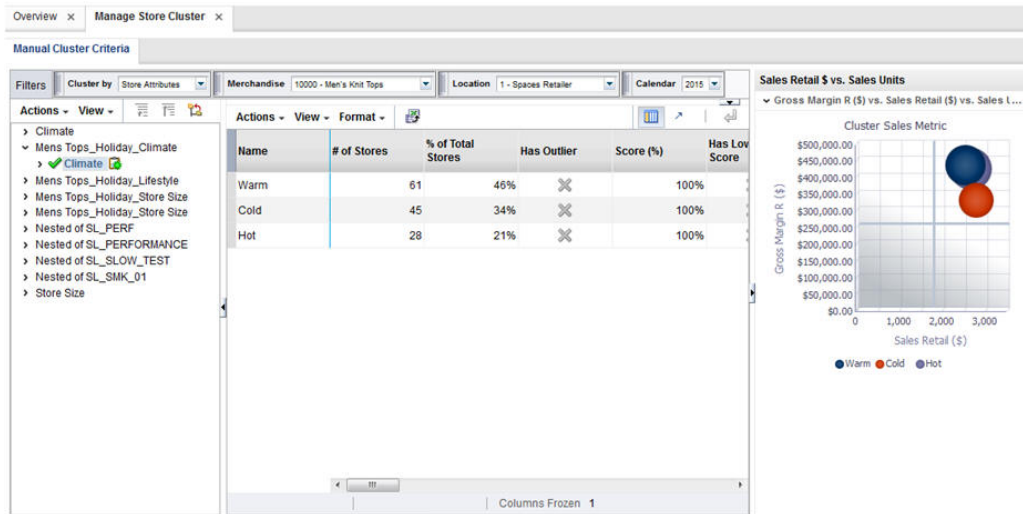 Overview × Manage Store Cluster ×
Manual Cluster Criteria
Filters Cluster by Store Attributes Merchandise 10000 - Men's Knit Tops Location 1 - Spaces Retailer Calendar 2015
Actions View
Climate
Mens Tops_Holiday_Climate
Climate
Mens Tops_Holiday_Lifestyle
Mens Tops_Holiday_Store Size
Mens Tops_Holiday_Store Size
Nested of SL_PERF
Nested of SL_PERFORMANCE
Nested of SL_SLOW_TEST
Nested of SL_SMK_01
Store Size
Actions View Format
Name # of Stores % of Total Stores Has Outlier Score (%) Has Low Score
Warm 61 46% 100%
Cold 45 34% 100%
Hot 28 21% 100%
Columns Frozen 1
Sales Retail $ vs. Sales Units
Gross Margin R ($) vs. Sales Retail ($) vs. Sales U...
Cluster Sales Metric
Gross Margin R ($)
$500,000.00
$450,000.00
$400,000.00
$350,000.00
$300,000.00
$250,000.00
$200,000.00
$150,000.00
$100,000.00
$50,000.00
$0.00
0 1,000 2,000 3,000
Sales Retail ($)
Warm Cold Hot